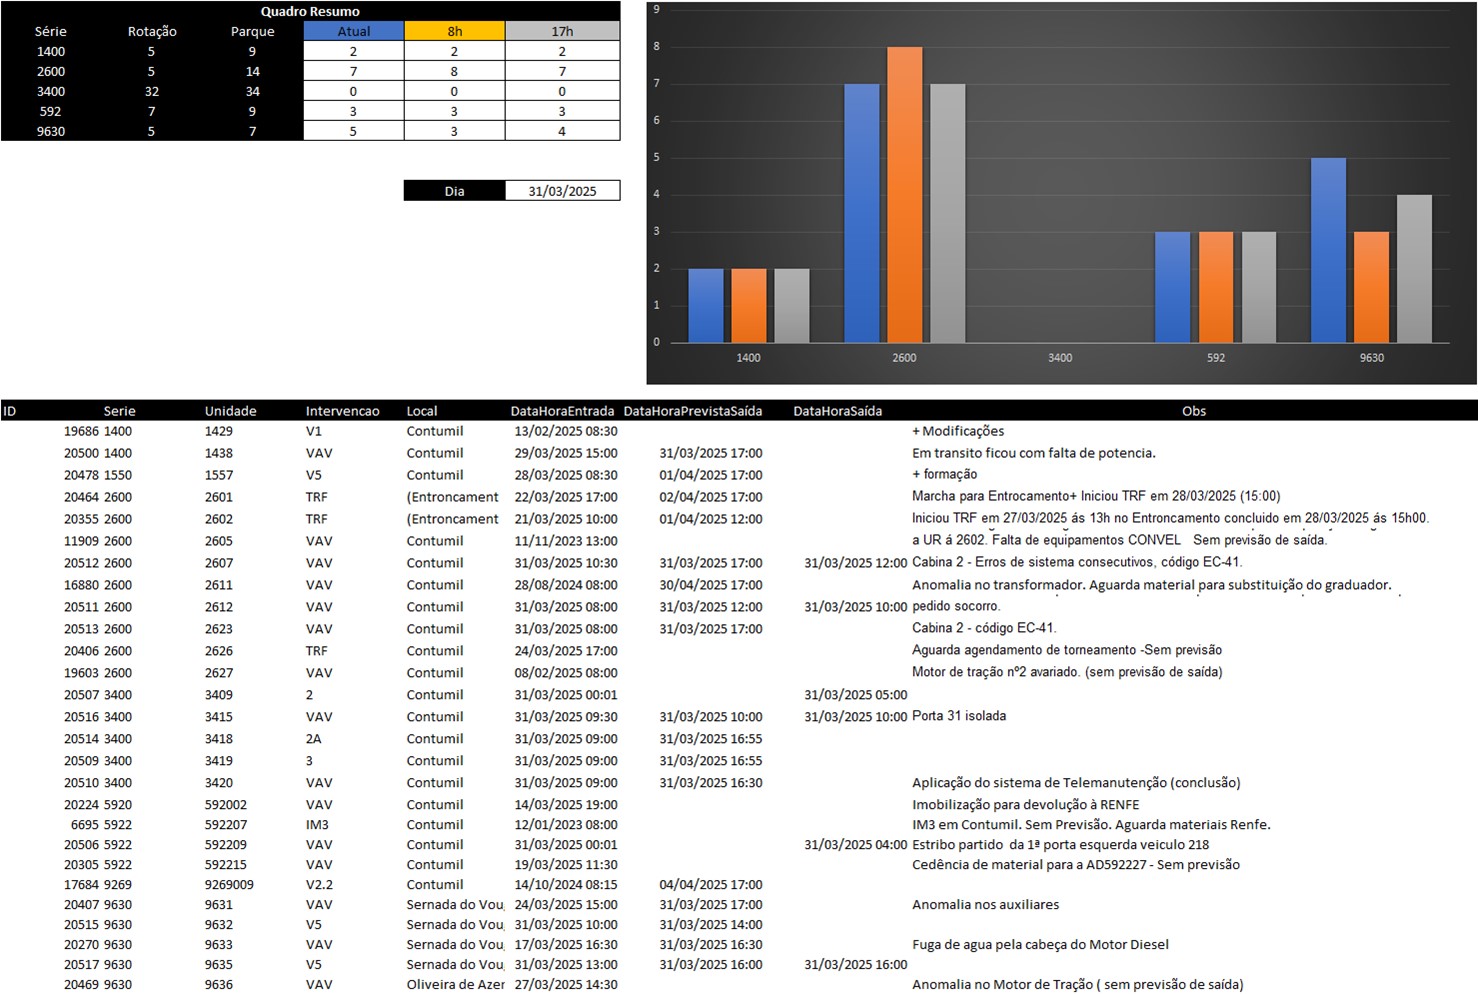 Quadro Resumo
Série Rotação Parque Atual 8h 17h
1400 5 9 2 2 2
2600 5 14 7 8 7
3400 32 34 0 0 0
592 7 9 3 3 3
9630 5 7 5 3 4
Dia 31/03/2025
9
8
7
6
5
4
3
2
1
0
1400 2600 3400 592 9630
ID Serie Unidade Intervencao Local DataHoraEntrada DataHoraPrevistaSaída DataHoraSaída Obs
19686 1400 1429 V1 Contumil 13/02/2025 08:30 + Modificações
20500 1400 1438 VAV Contumil 29/03/2025 15:00 31/03/2025 17:00 Em transito ficou com falta de potencia.
20478 1550 1557 V5 Contumil 28/03/2025 08:30 01/04/2025 17:00 + formação
20464 2600 2601 TRF (Entroncament 22/03/2025 17:00 02/04/2025 17:00 Marcha para Entrocamento+ Iniciou TRF em 28/03/2025 (15:00)
20355 2600 2602 TRF (Entroncament 21/03/2025 10:00 01/04/2025 12:00 Iniciou TRF em 27/03/2025 ás 13h no Entroncamento concluido em 28/03/2025 ás 15h00.
11909 2600 2605 VAV Contumil 11/11/2023 13:00 a UR á 2602. Falta de equipamentos CONVEL Sem previsão de saída.
20512 2600 2607 VAV Contumil 31/03/2025 10:30 31/03/2025 17:00 31/03/2025 12:00 Cabina 2 - Erros de sistema consecutivos, código EC-41.
16880 2600 2611 VAV Contumil 28/08/2024 08:00 30/04/2025 17:00 Anomalia no transformador. Aguarda material para substituição do graduador.
20511 2600 2612 VAV Contumil 31/03/2025 08:00 31/03/2025 12:00 31/03/2025 10:00 pedido socorro.
20513 2600 2623 VAV Contumil 31/03/2025 08:00 31/03/2025 17:00 Cabina 2 - código EC-41.
20406 2600 2626 TRF Contumil 24/03/2025 17:00 Aguarda agendamento de torneamento -Sem previsão
19603 2600 2627 VAV Contumil 08/02/2025 08:00 Motor de tração nº2 avariado. (sem previsão de saída)
20507 3400 3409 2 Contumil 31/03/2025 00:01 31/03/2025 05:00
20516 3400 3415 VAV Contumil 31/03/2025 09:30 31/03/2025 10:00 31/03/2025 10:00 Porta 31 isolada
20514 3400 3418 2A Contumil 31/03/2025 09:00 31/03/2025 16:55
20509 3400 3419 3 Contumil 31/03/2025 09:00 31/03/2025 16:55
20510 3400 3420 VAV Contumil 31/03/2025 09:00 31/03/2025 16:30 Aplicação do sistema de Telemanutenção (conclusão)
20224 5920 592002 VAV Contumil 14/03/2025 19:00 Imobilização para devolução à RENFE
6695 5922 592207 IM3 Contumil 12/01/2023 08:00 IM3 em Contumil. Sem Previsão. Aguarda materiais Renfe.
20506 5922 592209 VAV Contumil 31/03/2025 00:01 31/03/2025 04:00 Estribo partido da 1ª porta esquerda veiculo 218
20305 5922 592215 VAV Contumil 19/03/2025 11:30 Cedência de material para a AD592227 - Sem previsão
17684 9269 9269009 V2.2 Contumil 14/10/2024 08:15 04/04/2025 17:00
20407 9630 9631 VAV Sernada do Vou 24/03/2025 15:00 31/03/2025 17:00 Anomalia nos auxiliares
20515 9630 9632 V5 Sernada do Vou 31/03/2025 10:00 31/03/2025 14:00
20270 9630 9633 VAV Sernada do Vou 17/03/2025 16:30 31/03/2025 16:30 Fuga de agua pela cabeça do Motor Diesel
20517 9630 9635 V5 Sernada do Vou 31/03/2025 13:00 31/03/2025 16:00 31/03/2025 16:00
20469 9630 9636 VAV Oliveira de Azer 27/03/2025 14:30 Anomalia no Motor de Tração ( sem previsão de saída)